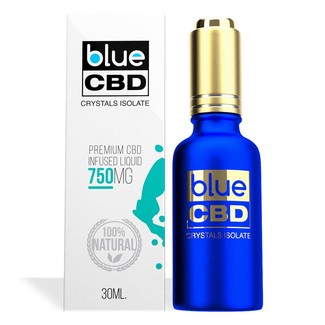 blue
CBD
CRYSTALS ISOLATE
PREMIUM CBD
INFUSED LIQUID
750MG
100%
NATURAL
30ML.
blue
CBD
CRYSTALS ISOLATE